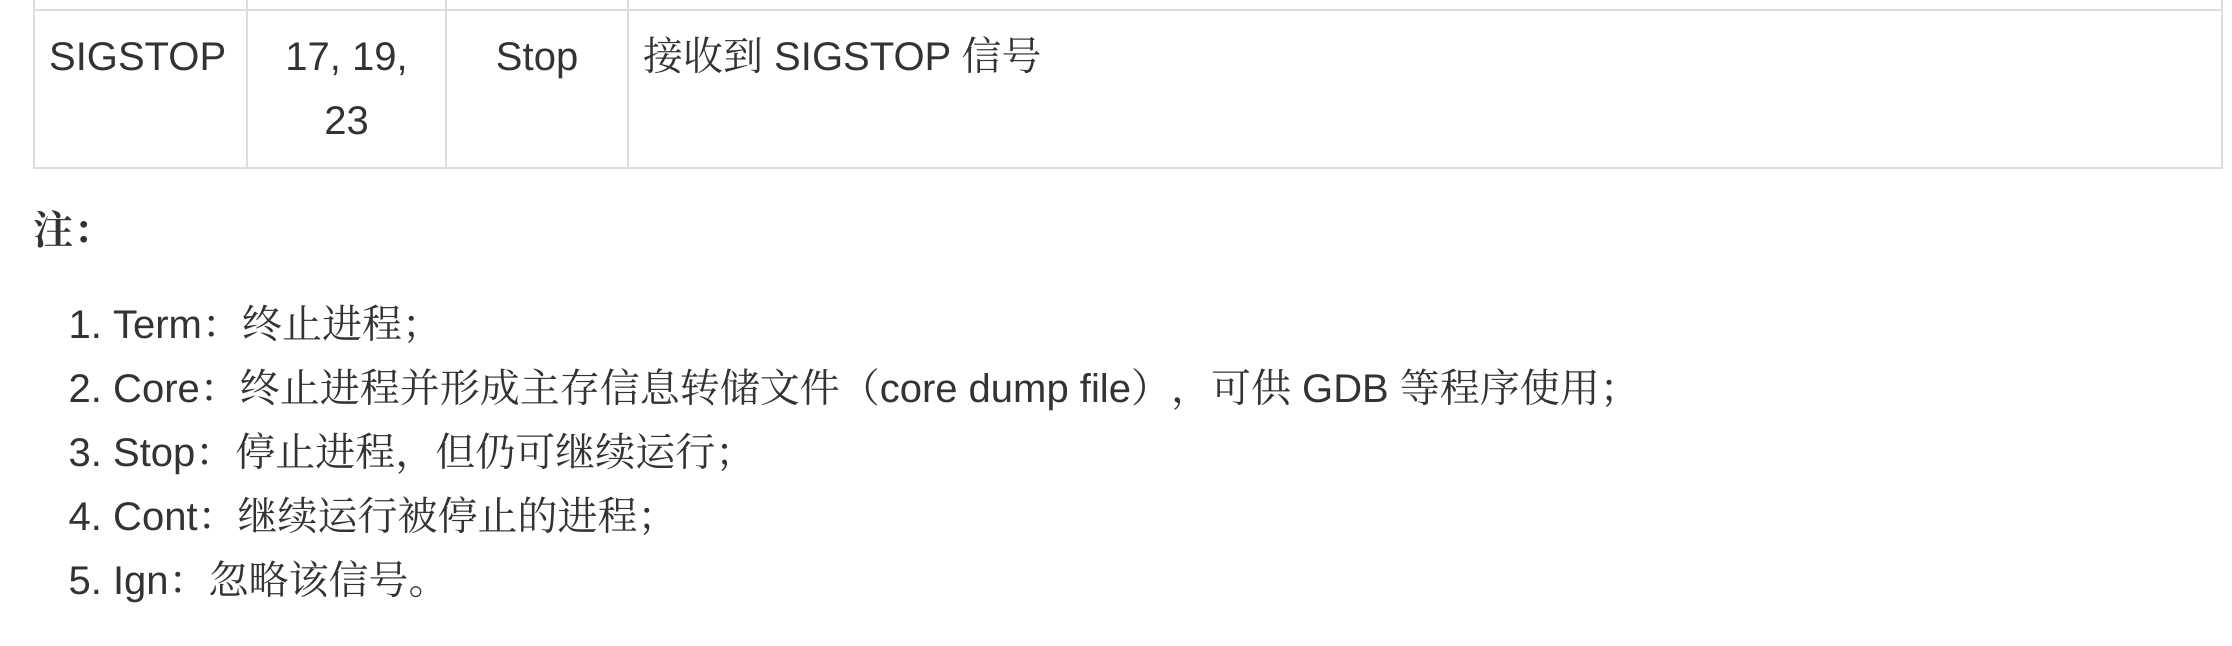 SIGSTOP 17, 19, Stop 接收到 SIGSTOP 信号
23
注：
1. Term：终止进程；
2. Core：终止进程并形成主存信息转储文件（core dump file），可供 GDB 等程序使用；
3. Stop：停止进程，但仍可继续运行；
4. Cont：继续运行被停止的进程；
5. Ign：忽略该信号。